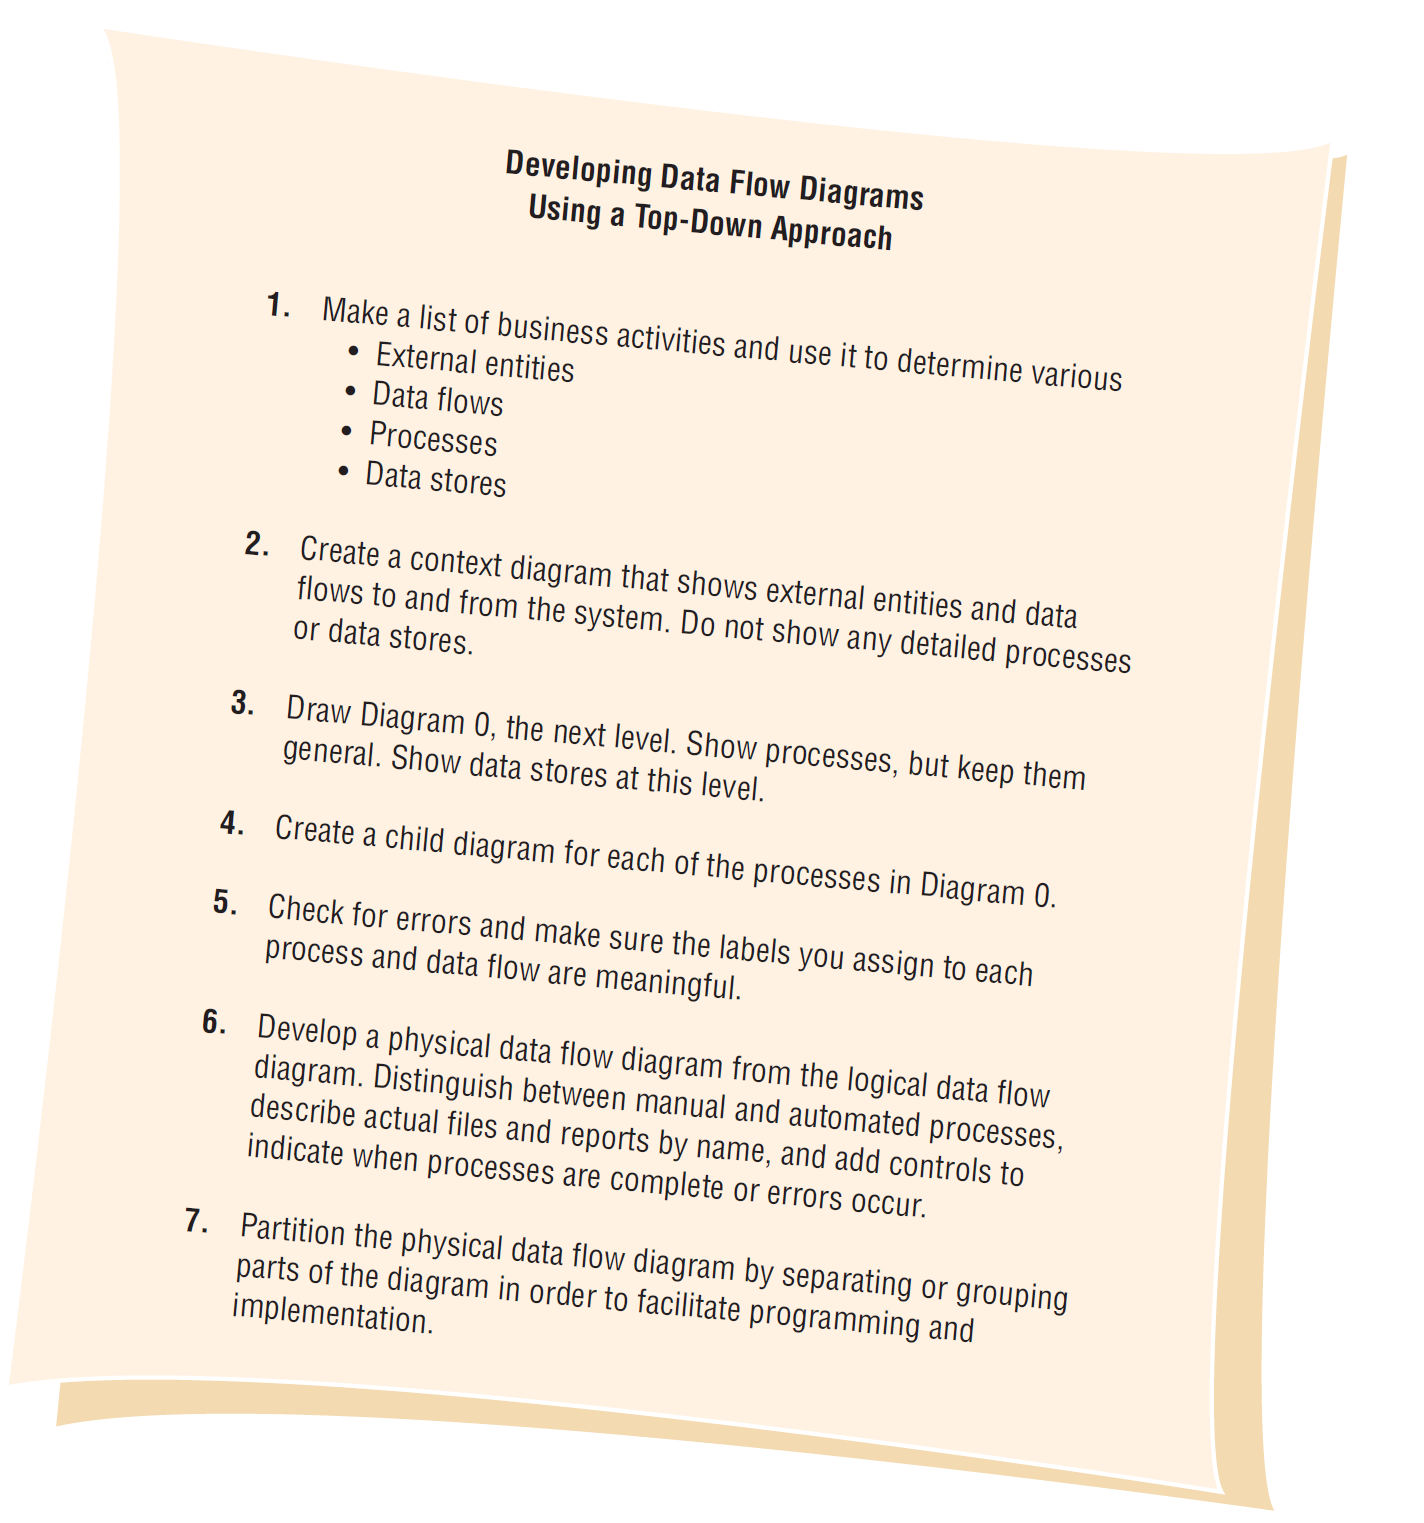 Developing Data Flow Diagrams
Using a Top-Down Approach
1. Make a list of business activities and use it to determine various
• External entities
• Data flows
• Processes
• Data stores
2. Create a context diagram that shows external entities and data
flows to and from the system. Do not show any detailed processes
or data stores.
3. Draw Diagram 0, the next level. Show processes, but keep them
general. Show data stores at this level.
4. Create a child diagram for each of the processes in Diagram 0.
5. Check for errors and make sure the labels you assign to each
process and data flow are meaningful.
6. Develop a physical data flow diagram from the logical data flow
diagram. Distinguish between manual and automated processes,
describe actual files and reports by name, and add controls to
indicate when processes are complete or errors occur.
7. Partition the physical data flow diagram by separating or grouping
parts of the diagram in order to facilitate programming and
implementation.